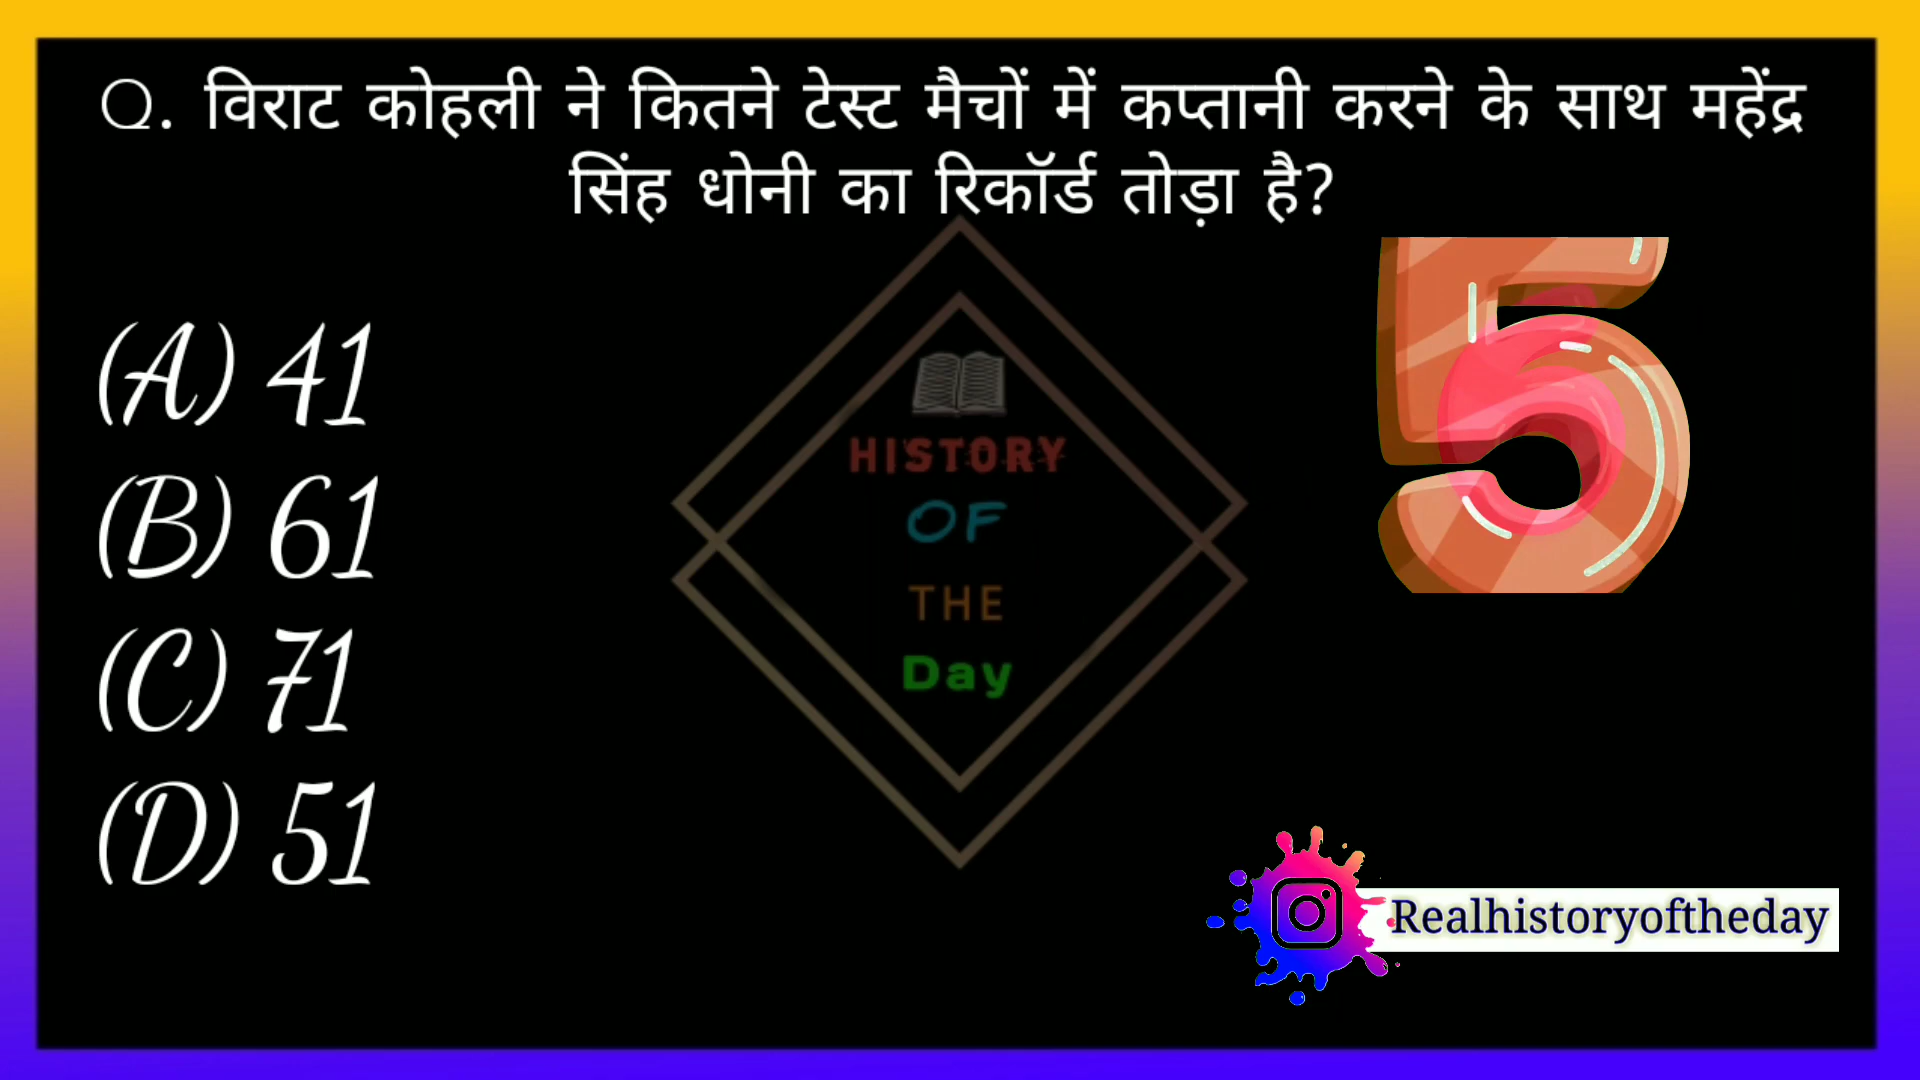 Q. विराट कोहली ने कितने टेस्ट मैचों में कप्तानी करने के साथ महेंद्र
सिंह धोनी का रिकॉर्ड तोड़ा है?
5
(A) 41
(B) 61
(C) 71
(D) 51
HISTORY
OF
THE
Day
Realhistoryoftheday